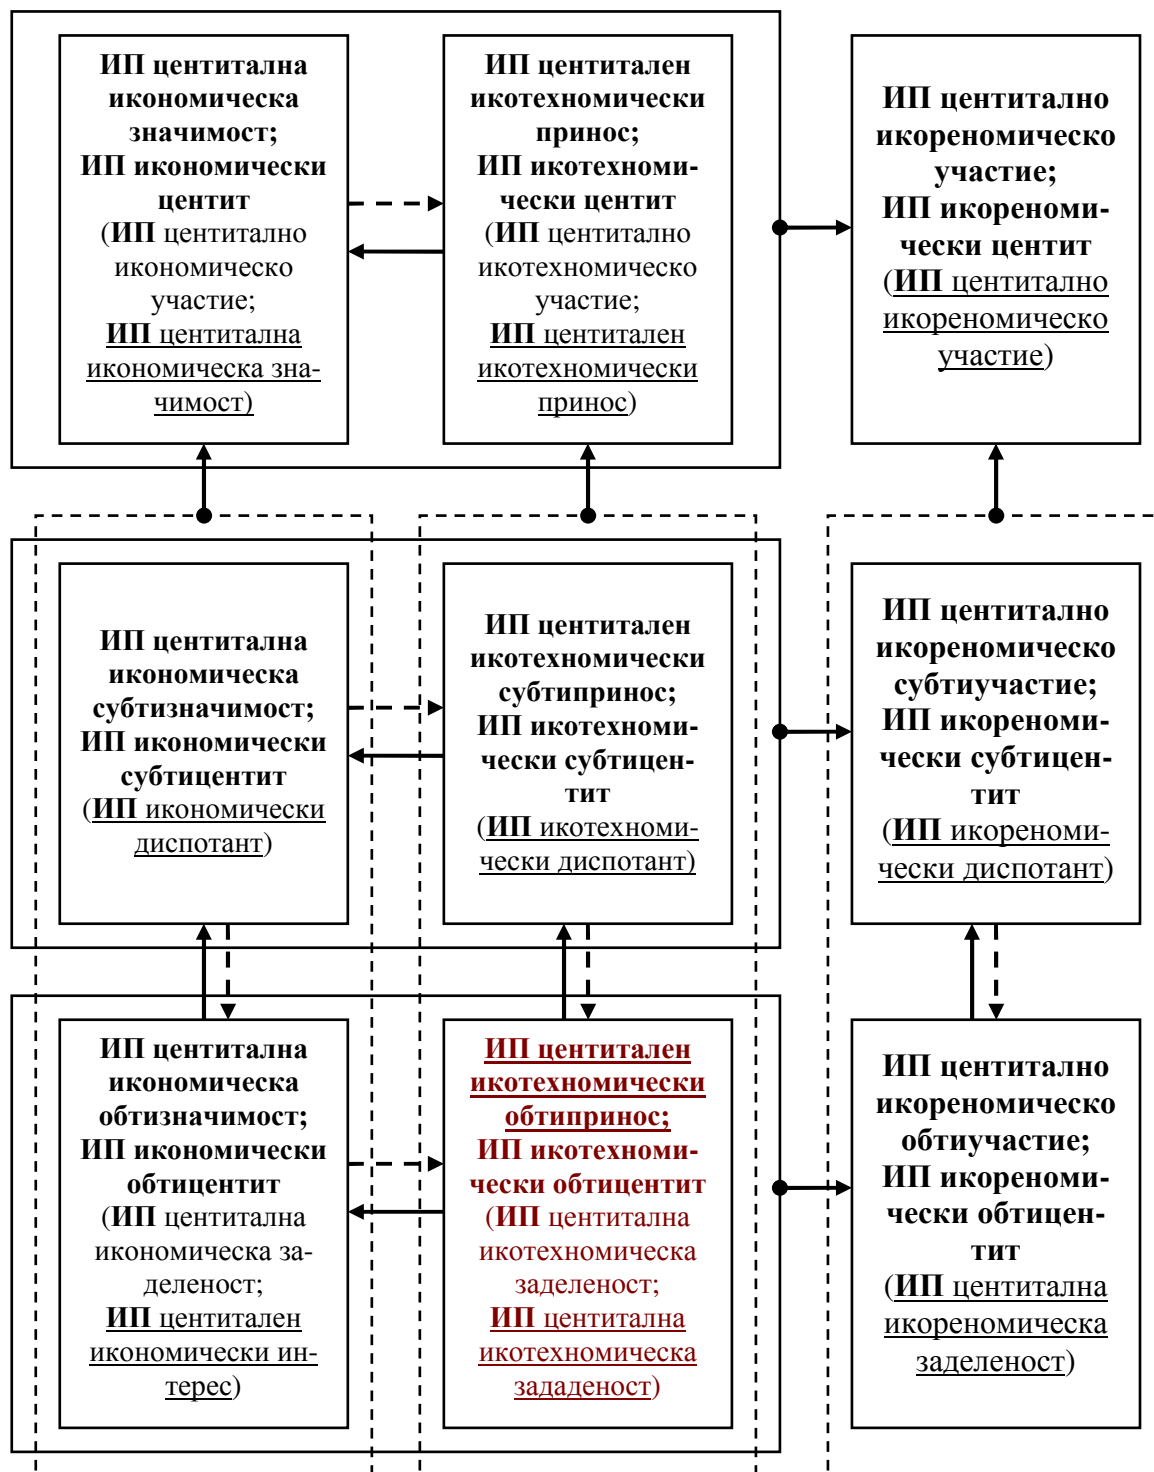 ИП центитална
икономическа
значимост;
ИП икономически
центит
(ИП центитално
икономическо
участие;
ИП центитална
икономическа зна-
чимост)
ИП центитален
икотехномически
принос;
ИП икотехноми-
чески центит
(ИП центитално
икотехномическо
участие;
ИП центитален
икотехномически
принос)
ИП центитално
икореномическо
участие;
ИП икореноми-
чески центит
(ИП центитално
икореномическо
участие)
ИП центитална
икономическа
субтизначимост;
ИП икономически
субтицентит
(ИП икономически
диспотант)
ИП центитален
икотехномически
субтипринос;
ИП икотехноми-
чески субтицен-
тит
(ИП икотехноми-
чески диспотант)
ИП центитално
икореномическо
субтиучастие;
ИП икореноми-
чески субтицен-
тит
(ИП икореноми-
чески диспотант)
ИП центитална
икономическа
обтизначимост;
ИП икономически
обтицентит
(ИП центитална
икономическа за-
деленост;
ИП центитален
икономически ин-
терес)
ИП центитален
икотехномически
обтипринос;
ИП икотехноми-
чески обтицентит
(ИП центитална
икотехномическа
заделеност;
ИП центитална
икотехномическа
зададеност)
ИП центитално
икореномическо
обтиучастие;
ИП икореноми-
чески обтицен-
тит
(ИП центитална
икореномическа
заделеност)